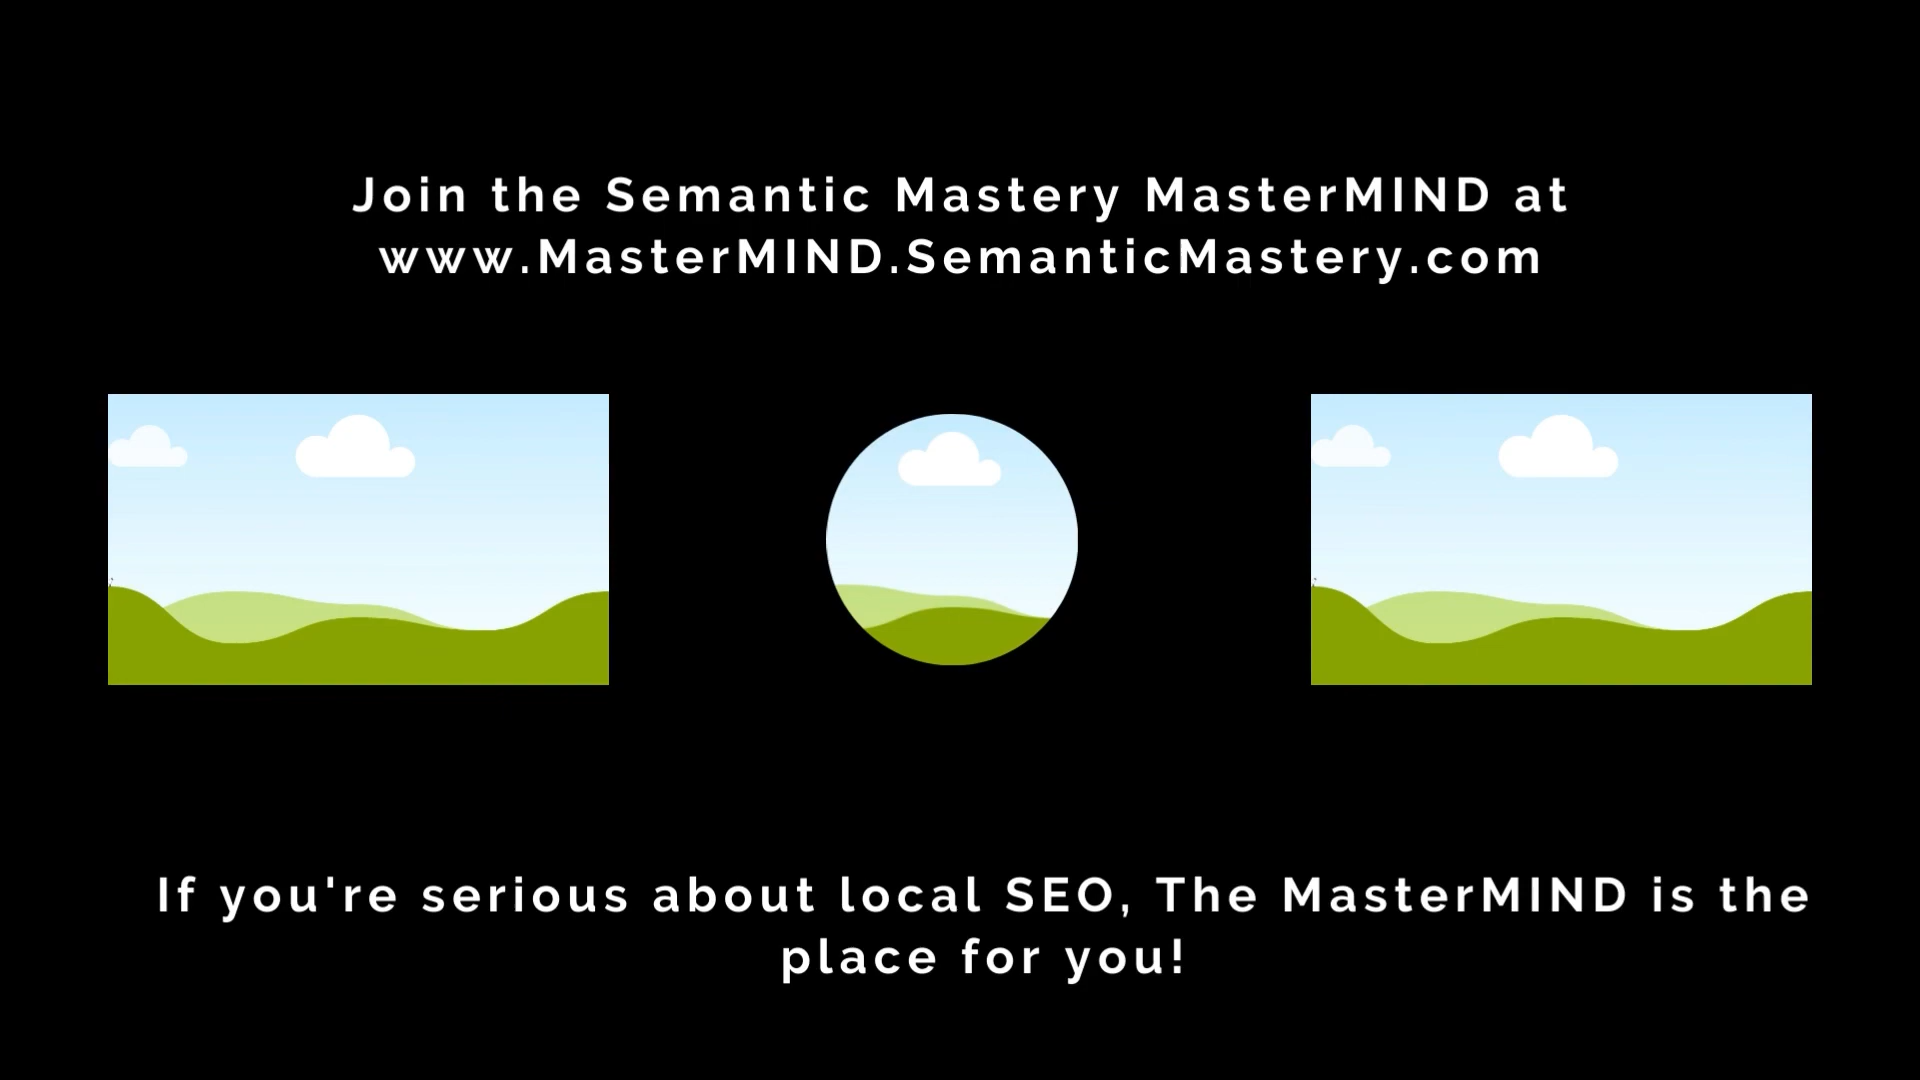 Join the Semantic Mastery MasterMIND at
www.MasterMIND.SemanticMastery.com
If you're serious about local SEO, The MasterMIND is the
place for you!